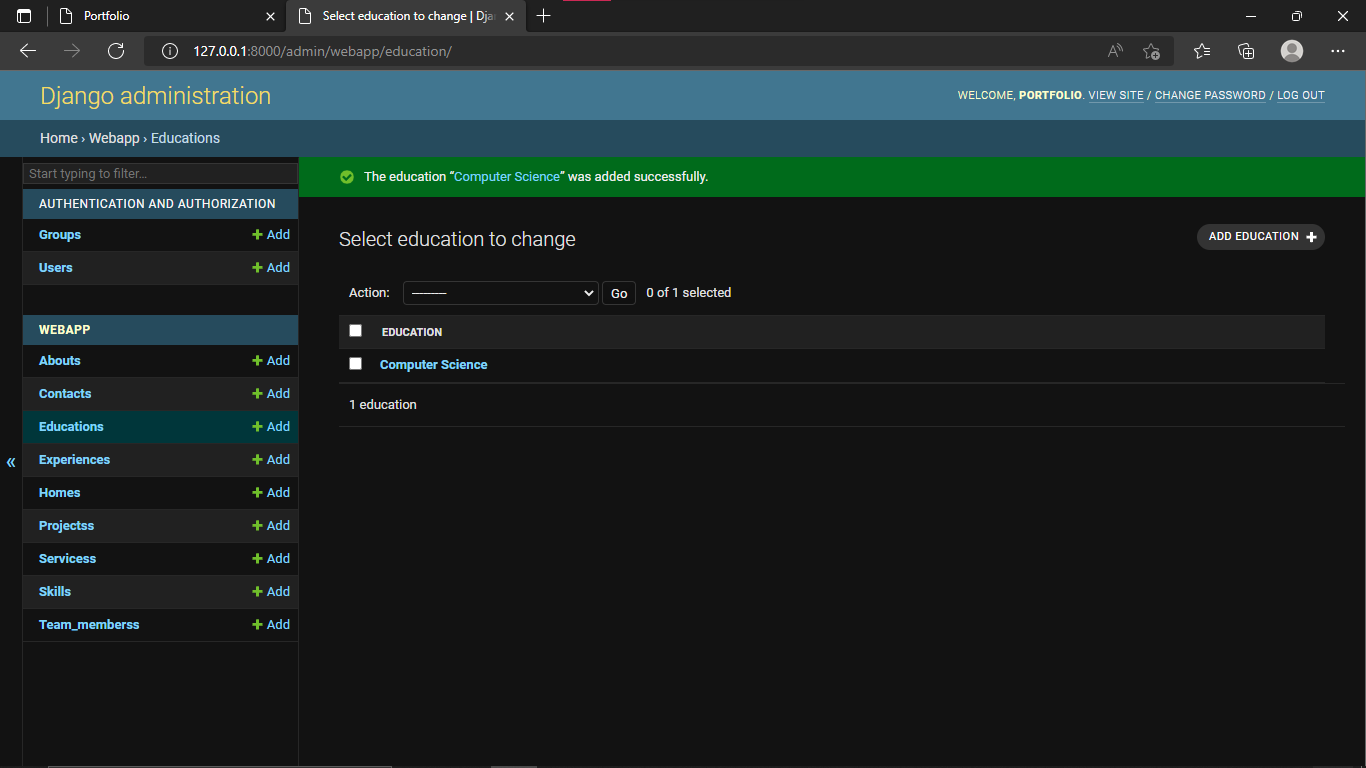 Portfolio
Select education to change | Dja
127.0.0.1:8000/admin/webapp/education/
Django administration
WELCOME, PORTFOLIO. VIEW SITE / CHANGE PASSWORD / LOG OUT
Home › Webapp › Educations
Start typing to filter...
The education “Computer Science” was added successfully.
AUTHENTICATION AND AUTHORIZATION
Groups + Add
Users + Add
WEBAPP
Abouts + Add
Contacts + Add
Educations + Add
Experiences + Add
Homes + Add
Projectss + Add
Servicess + Add
Skills + Add
Team_memberss + Add
«
Select education to change
ADD EDUCATION +
Action: --------- Go 0 of 1 selected
EDUCATION
Computer Science
1 education